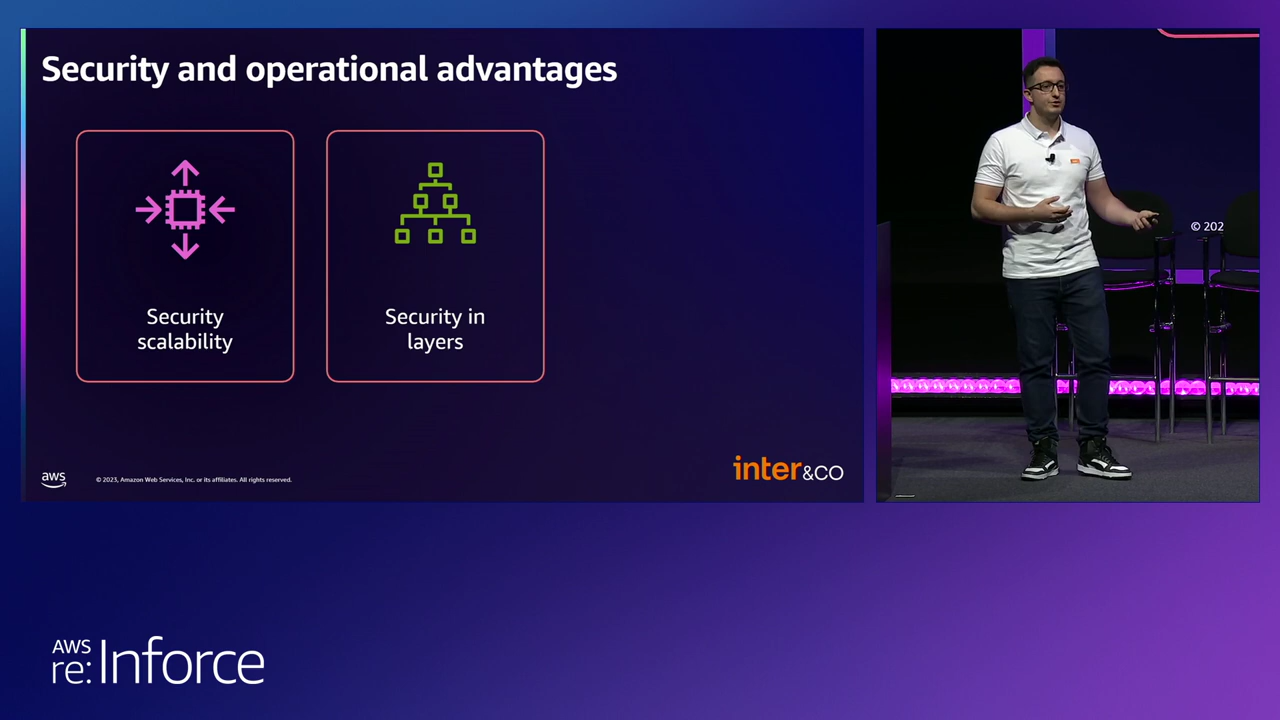 Security and operational advantages
Security
scalability
Security in
layers
aws
© 2023, Amazon Web Services, Inc. or its affiliates. All rights reserved.
inter&CO
© 202
AWS
re:Inforce